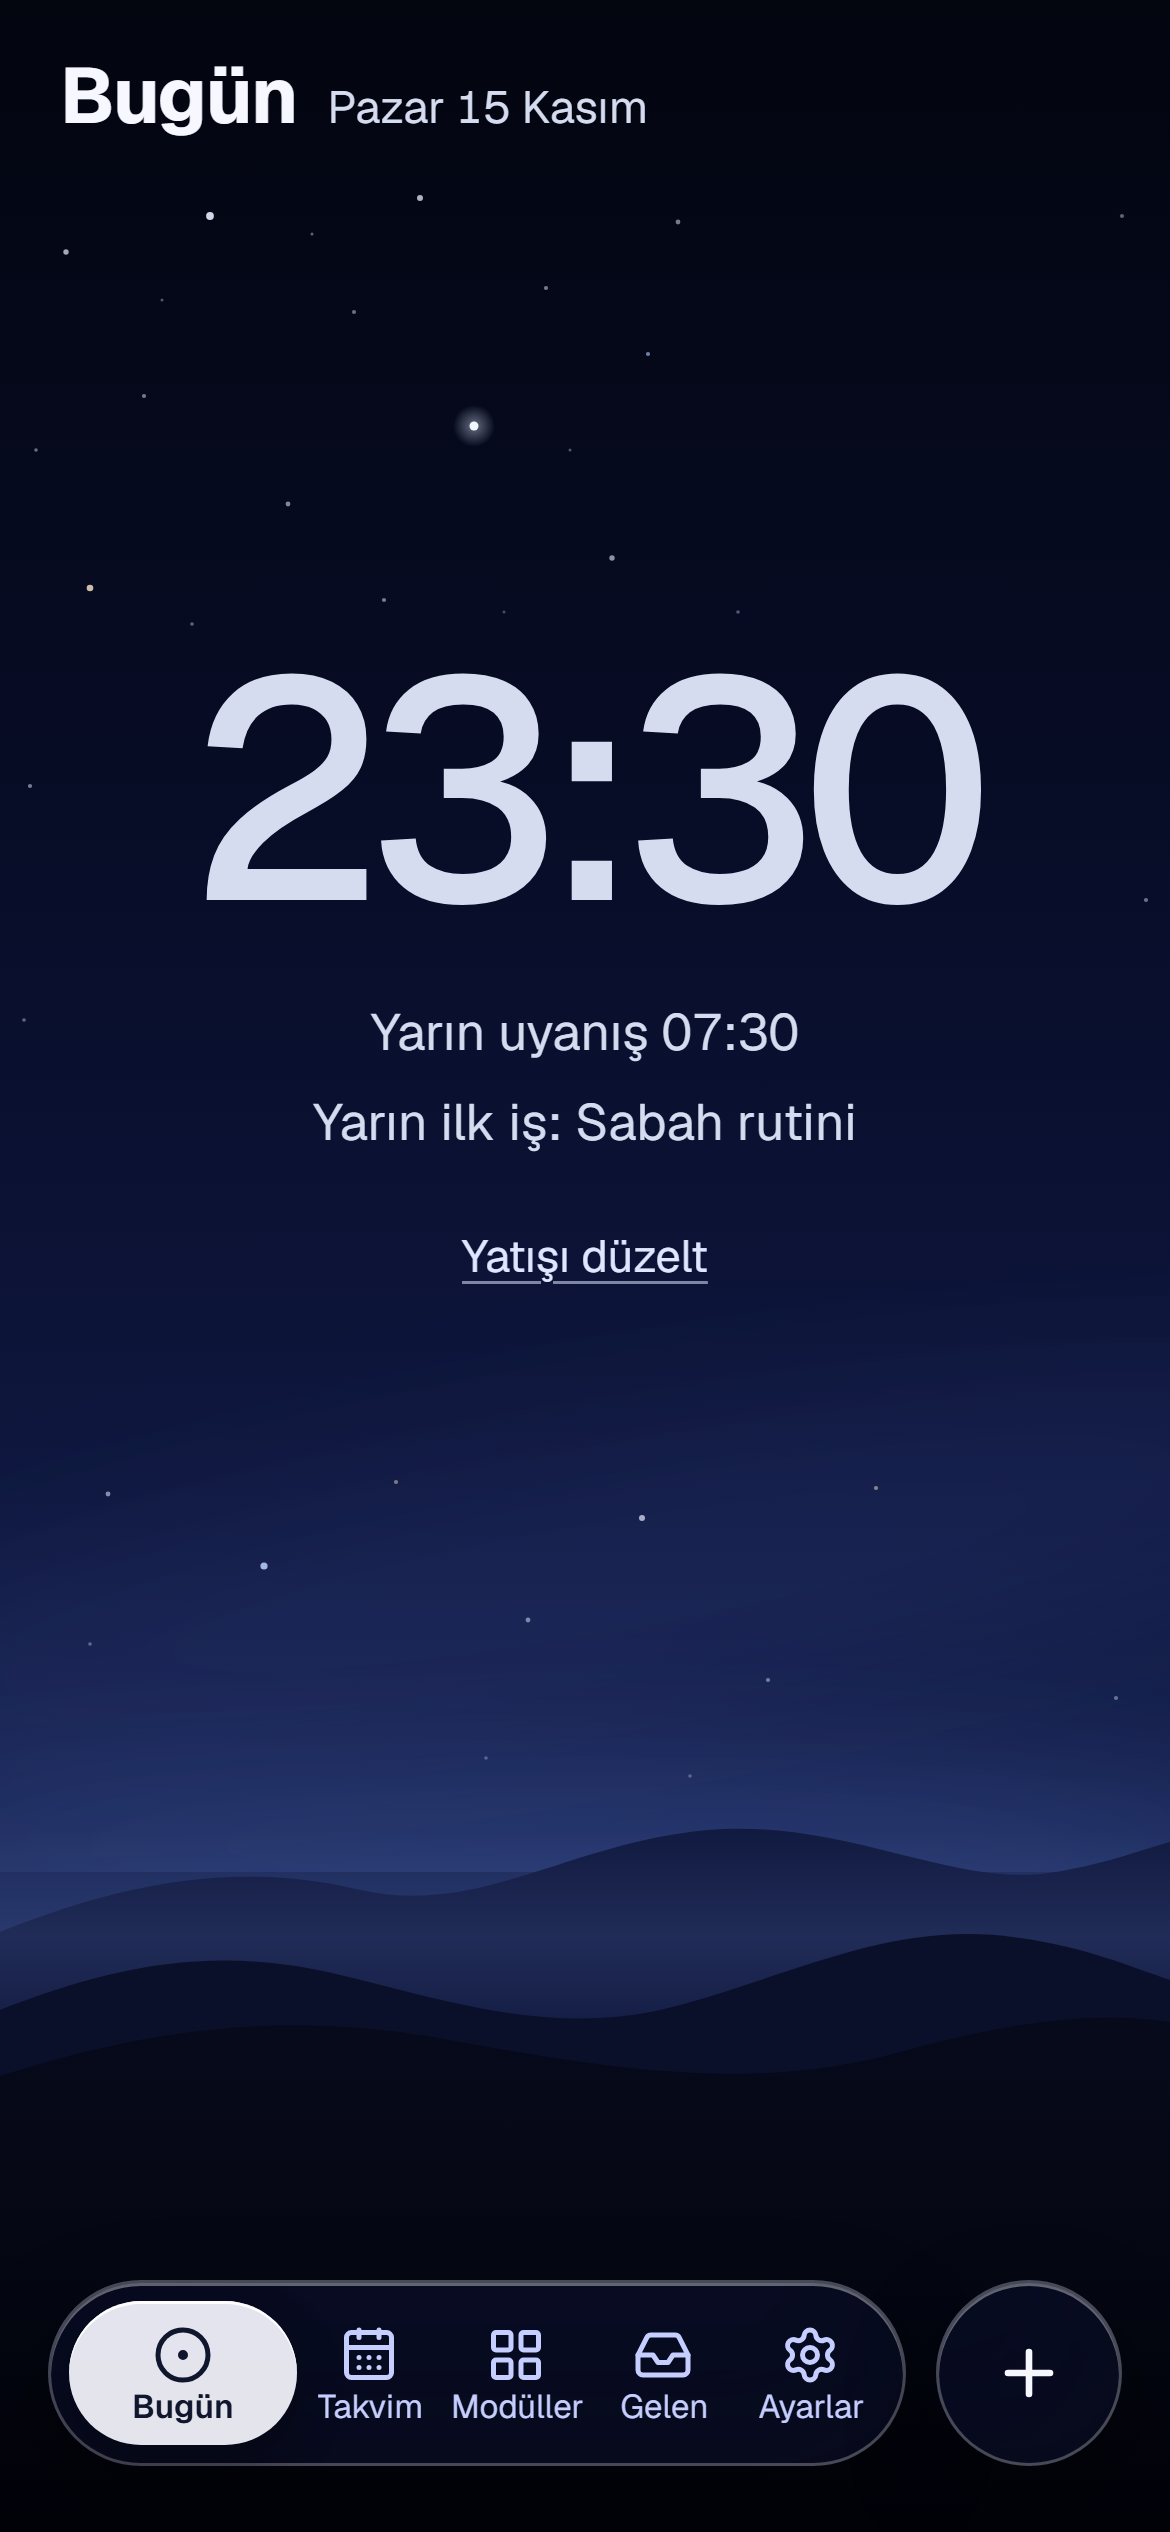 Bugün Pazar 15 Kasım
23:30
Yarın uyanış 07:30
Yarın ilk iş: Sabah rutini
Yatışı düzelt
Bugün Takvim Modüller Gelen Ayarlar